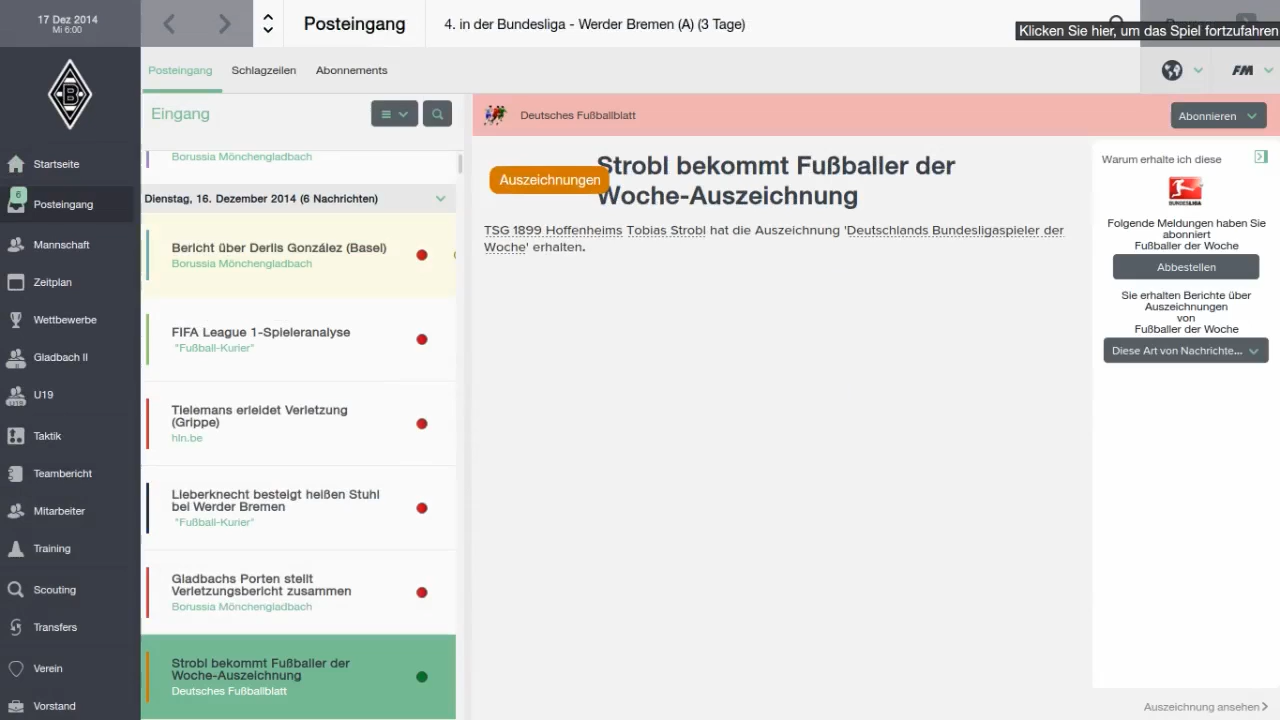 17 Dez 2014
Mi 6:00
Posteingang
4. in der Bundesliga - Werder Bremen (A) (3 Tage)
Klicken Sie hier, um das Spiel fortzufahren
Posteingang
Schlagzeilen
Abonnements
FM
Eingang
Deutsches Fußballblatt
Abonnieren
Borussia Mönchengladbach
Dienstag, 16. Dezember 2014 (6 Nachrichten)
Bericht über Derlis González (Basel)
Borussia Mönchengladbach
FIFA League 1-Spieleranalyse
"Fußball-Kurier"
Tielemans erleidet Verletzung
(Grippe)
hln.be
Lieberknecht besteigt heißen Stuhl
bei Werder Bremen
"Fußball-Kurier"
Gladbachs Porten stellt
Verletzungsbericht zusammen
Borussia Mönchengladbach
Strobl bekommt Fußballer der
Woche-Auszeichnung
Deutsches Fußballblatt
Startseite
6
Posteingang
Mannschaft
Zeitplan
Wettbewerbe
Gladbach II
U19
Taktik
Teambericht
Mitarbeiter
Training
Scouting
Transfers
Verein
Vorstand
Auszeichnungen
Strobl bekommt Fußballer der
Woche-Auszeichnung
TSG 1899 Hoffenheims Tobias Strobl hat die Auszeichnung 'Deutschlands Bundesligaspieler der
Woche' erhalten.
Warum erhalte ich diese
BUNDESLIGA
Folgende Meldungen haben Sie
abonniert
Fußballer der Woche
Abbestellen
Sie erhalten Berichte über
Auszeichnungen
von
Fußballer der Woche
Diese Art von Nachrichte...
Auszeichnung ansehen